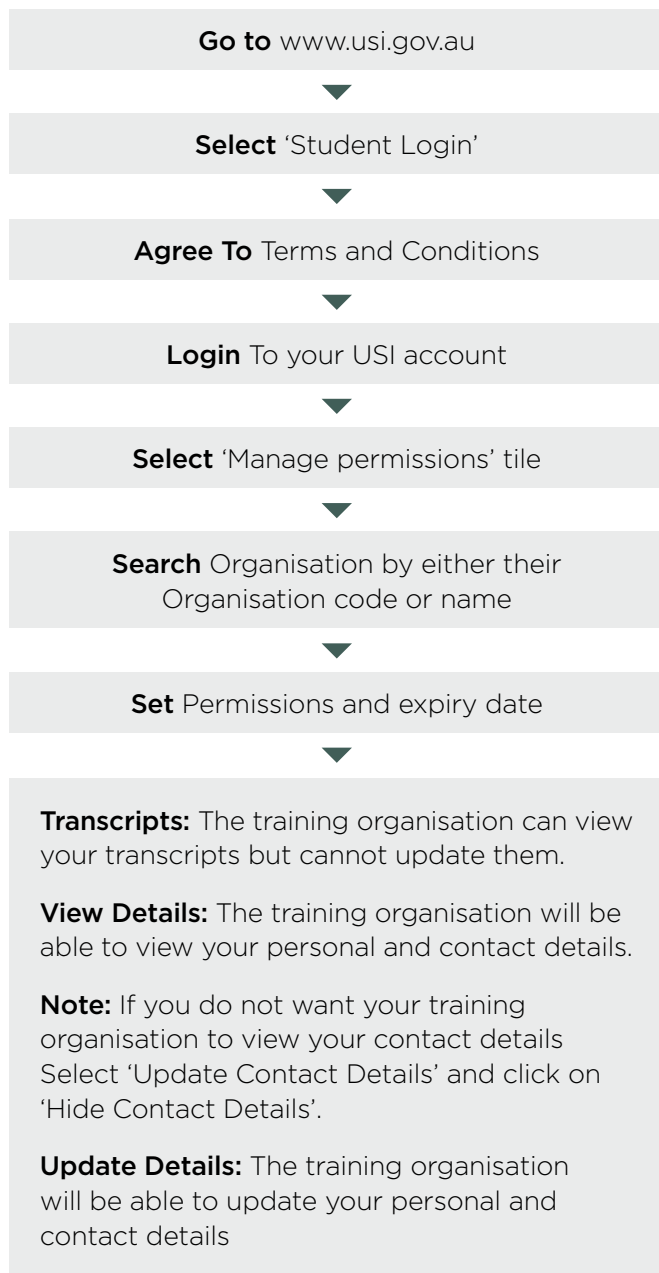 Go to www.usi.gov.au
Select ‘Student Login’
Agree To Terms and Conditions
Login To your USI account
Select ‘Manage permissions’ tile
Search Organisation by either their
Organisation code or name
Set Permissions and expiry date
Transcripts: The training organisation can view
your transcripts but cannot update them.
View Details: The training organisation will be
able to view your personal and contact details.
Note: If you do not want your training
organisation to view your contact details
Select ‘Update Contact Details’ and click on
‘Hide Contact Details’.
Update Details: The training organisation
will be able to update your personal and
contact details